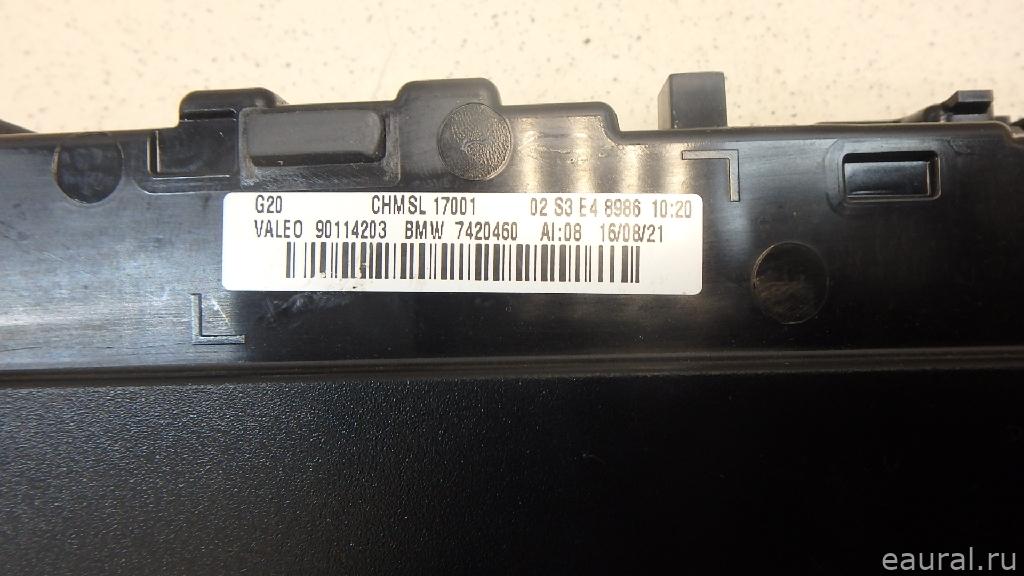 G20 CHMSL 17001 02 S3 E4 8986 10:20
VALEO 90114203 BMW 7420460 AI:08 16/08/21
eaural.ru